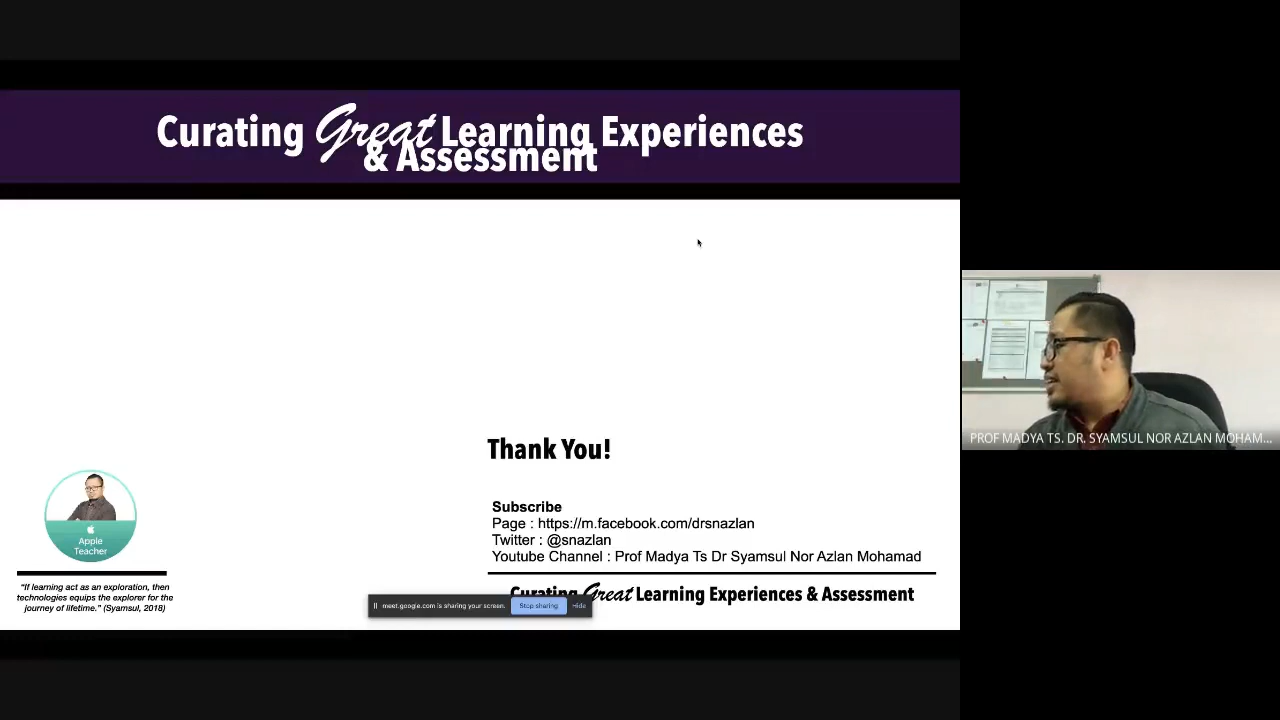 Curating Great Learning Experiences
& Assessment
PROF MADYA TS. DR. SYAMSUL NOR AZLAN MOHAM...
Thank You!
Subscribe
Page : https://m.facebook.com/drsnazlan
Twitter : @snazlan
Youtube Channel : Prof Madya Ts Dr Syamsul Nor Azlan Mohamad
Apple
Teacher
"If learning act as an exploration, then
technologies equips the explorer for the
journey of lifetime." (Syamsul, 2018)
Curating Great Learning Experiences & Assessment
meet.google.com is sharing your screen. Stop sharing Hide